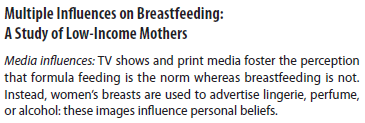 Multiple Influences on Breastfeeding:
A Study of Low-Income Mothers
Media influences: TV shows and print media foster the perception
that formula feeding is the norm whereas breastfeeding is not.
Instead, women's breasts are used to advertise lingerie, perfume,
or alcohol: these images influence personal beliefs.